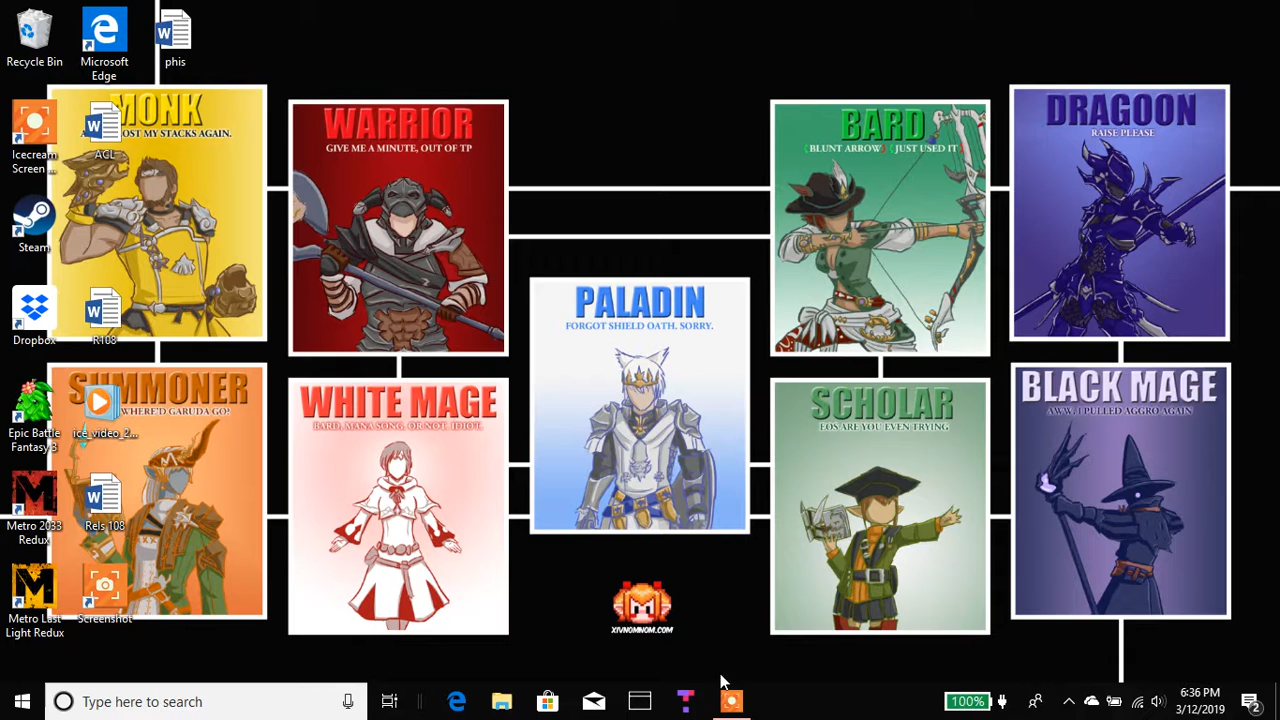 Recycle Bin
Microsoft
Edge
phis
Icecream
Screen ...
ACL
Steam
Dropbox
R108
Epic Battle
Fantasy 3
ice_video_2...
Metro 2033
Redux
Rels 108
Metro Last
Light Redux
Screenshot
MONK
OST MY STACKS AGAIN.
WARRIOR
GIVE ME A MINUTE, OUT OF TP
BARD
(BLUNT ARROW) (JUST USED IT)
DRAGOON
RAISE PLEASE
PALADIN
FORGOT SHIELD OATH. SORRY.
SUMMONER
WHERE'D GARUDA GO?
WHITE MAGE
BARD, MANA SONG. OR NOT. IDIOT.
SCHOLAR
EOS ARE YOU EVEN TRYING
BLACK MAGE
AWW, I PULLED AGGRO AGAIN
XIVNOMNOM.COM
Type here to search
100%
6:36 PM
3/12/2019
2